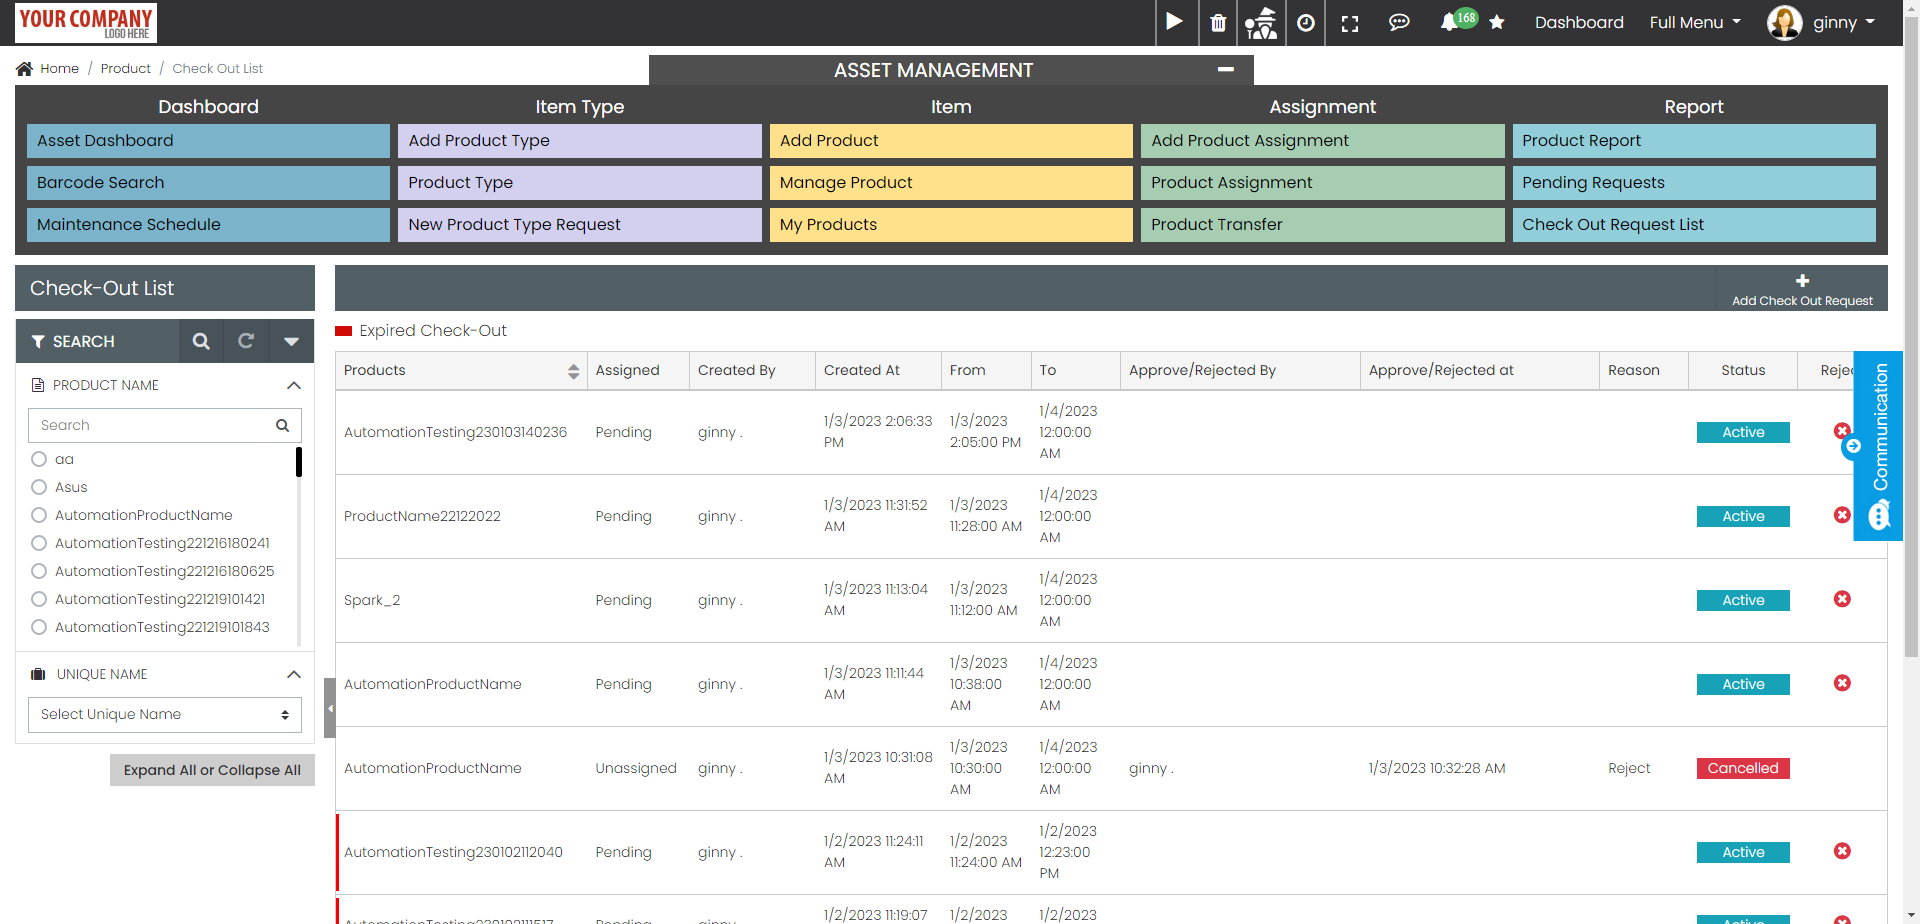 YOUR COMPANY
LOGO HERE
168
Dashboard
Full Menu
ginny
Home / Product / Check Out List
ASSET MANAGEMENT
Dashboard
Item Type
Item
Assignment
Report
Asset Dashboard
Add Product Type
Add Product
Add Product Assignment
Product Report
Barcode Search
Product Type
Manage Product
Product Assignment
Pending Requests
Maintenance Schedule
New Product Type Request
My Products
Product Transfer
Check Out Request List
Check-Out List
Add Check Out Request
SEARCH
PRODUCT NAME
Search
aa
Asus
AutomationProductName
AutomationTesting221216180241
AutomationTesting221216180625
AutomationTesting221219101421
AutomationTesting221219101843
UNIQUE NAME
Select Unique Name
Expand All or Collapse All
Expired Check-Out
Products Assigned Created By Created At From To Approve/Rejected By Approve/Rejected at Reason Status Rejec
AutomationTesting230103140236 Pending ginny . 1/3/2023 2:06:33 PM 1/3/2023 2:05:00 PM 1/4/2023 12:00:00 AM Active
ProductName22122022 Pending ginny . 1/3/2023 11:31:52 AM 1/3/2023 11:28:00 AM 1/4/2023 12:00:00 AM Active
Spark_2 Pending ginny . 1/3/2023 11:13:04 AM 1/3/2023 11:12:00 AM 1/4/2023 12:00:00 AM Active
AutomationProductName Pending ginny . 1/3/2023 11:11:44 AM 1/3/2023 10:38:00 AM 1/4/2023 12:00:00 AM Active
AutomationProductName Unassigned ginny . 1/3/2023 10:31:08 AM 1/3/2023 10:30:00 AM 1/4/2023 12:00:00 AM ginny . 1/3/2023 10:32:28 AM Reject Cancelled
AutomationTesting230102112040 Pending ginny . 1/2/2023 11:24:11 AM 1/2/2023 11:24:00 AM 1/2/2023 12:23:00 PM Active
AutomationTesting230102111517 Pending ginny . 1/2/2023 11:19:07 1/2/2023 1/2/2023
Communication